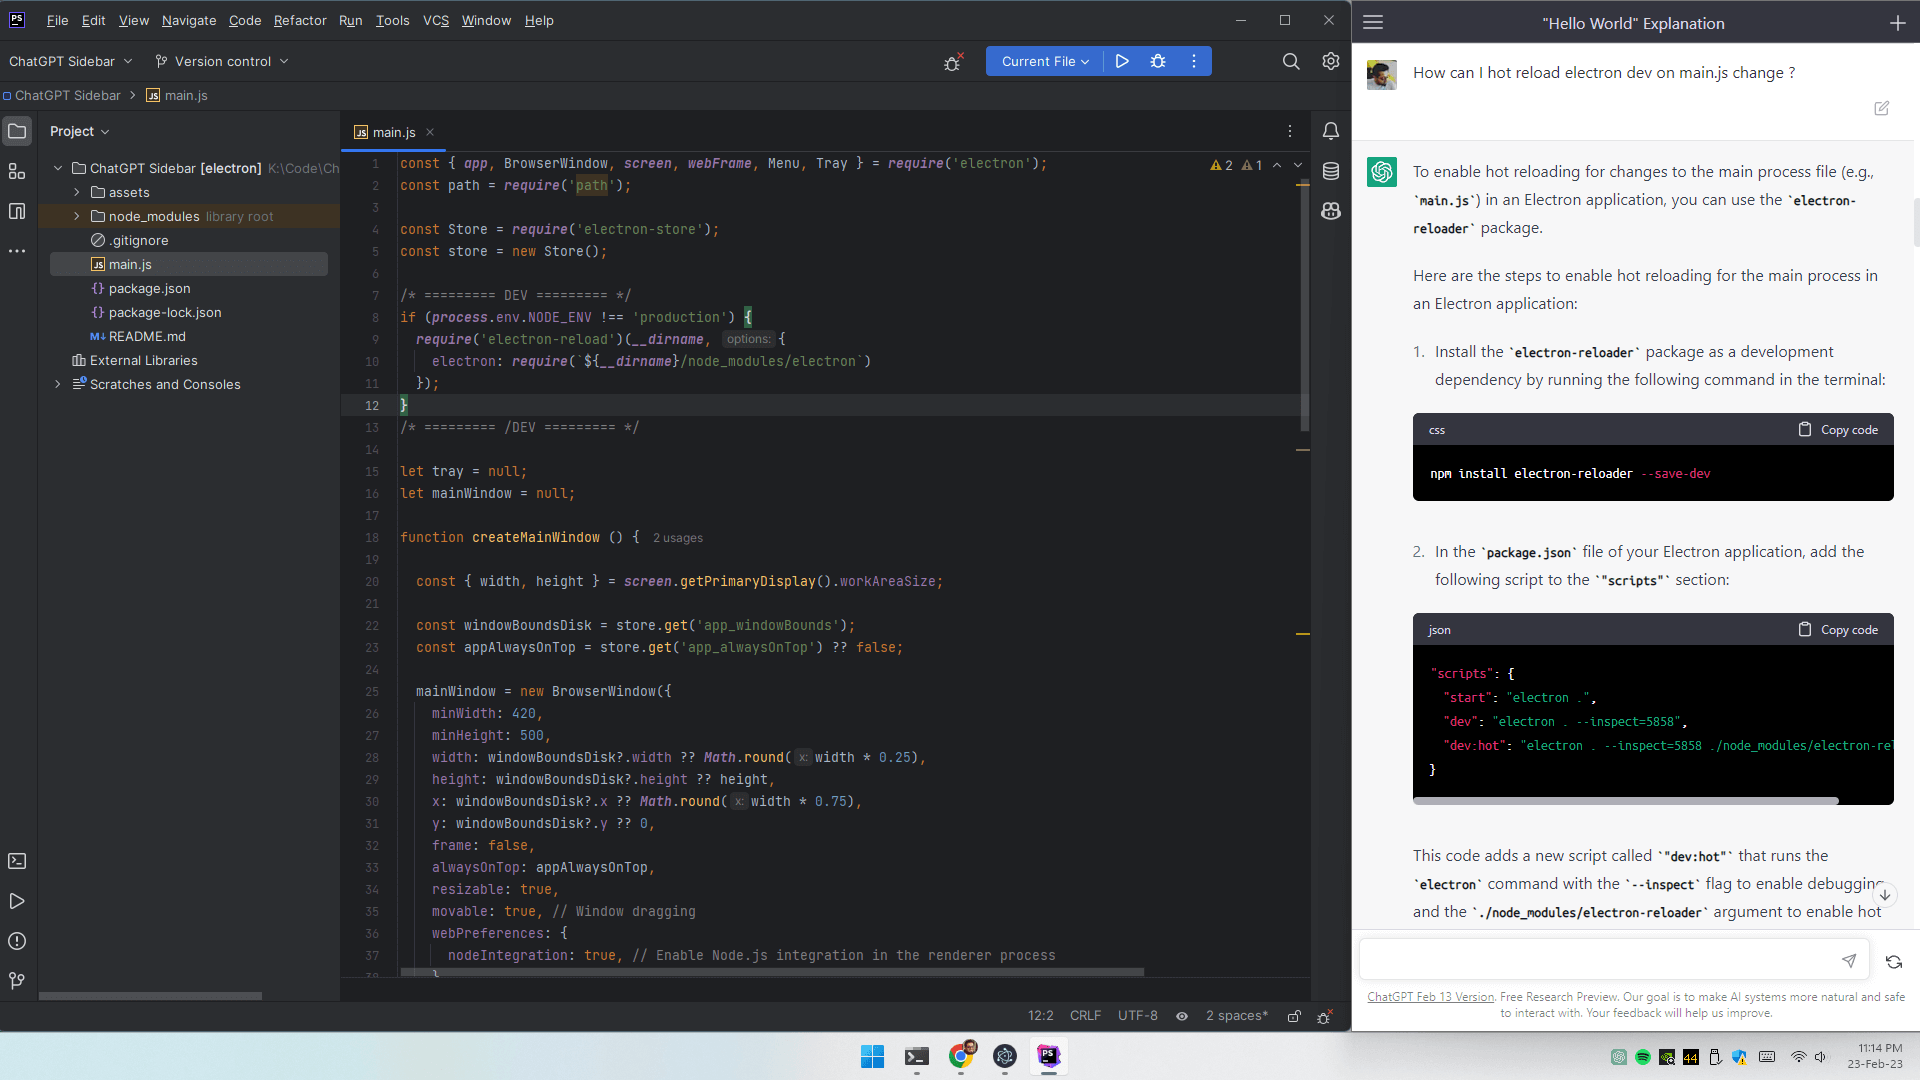 PS
File Edit View Navigate Code Refactor Run Tools VCS Window Help
ChatGPT Sidebar
Version control
Current File
ChatGPT Sidebar
JS main.js
Project
ChatGPT Sidebar [electron] K:\Code\Ch
assets
node_modules library root
.gitignore
JS main.js
{} package.json
{} package-lock.json
M↓ README.md
External Libraries
Scratches and Consoles
JS main.js
2 1
1 const { app, BrowserWindow, screen, webFrame, Menu, Tray } = require('electron');
2 const path = require('path');
3
4 const Store = require('electron-store');
5 const store = new Store();
6
7 /* ========= DEV ========= */
8 if (process.env.NODE_ENV !== 'production') {
9 require('electron-reload')(__dirname, options: {
10 electron: require(`${__dirname}/node_modules/electron`)
11 });
12 }
13 /* ========= /DEV ========= */
14
15 let tray = null;
16 let mainWindow = null;
17
18 function createMainWindow () { 2 usages
19
20 const { width, height } = screen.getPrimaryDisplay().workAreaSize;
21
22 const windowBoundsDisk = store.get('app_windowBounds');
23 const appAlwaysOnTop = store.get('app_alwaysOnTop') ?? false;
24
25 mainWindow = new BrowserWindow({
26 minWidth: 420,
27 minHeight: 500,
28 width: windowBoundsDisk?.width ?? Math.round( x: width * 0.25),
29 height: windowBoundsDisk?.height ?? height,
30 x: windowBoundsDisk?.x ?? Math.round( x: width * 0.75),
31 y: windowBoundsDisk?.y ?? 0,
32 frame: false,
33 alwaysOnTop: appAlwaysOnTop,
34 resizable: true,
35 movable: true, // Window dragging
36 webPreferences: {
37 nodeIntegration: true, // Enable Node.js integration in the renderer process
38 }
12:2 CRLF UTF-8 2 spaces*
"Hello World" Explanation
How can I hot reload electron dev on main.js change ?
To enable hot reloading for changes to the main process file (e.g.,
`main.js`) in an Electron application, you can use the `electron-
reloader` package.
Here are the steps to enable hot reloading for the main process in
an Electron application:
1. Install the `electron-reloader` package as a development
dependency by running the following command in the terminal:
css Copy code
npm install electron-reloader --save-dev
2. In the `package.json` file of your Electron application, add the
following script to the `"scripts"` section:
json Copy code
"scripts": {
"start": "electron .",
"dev": "electron . --inspect=5858",
"dev:hot": "electron . --inspect=5858 ./node_modules/electron-rel
}
This code adds a new script called `"dev:hot"` that runs the
`electron` command with the `--inspect` flag to enable debugging
and the `./node_modules/electron-reloader` argument to enable hot
ChatGPT Feb 13 Version. Free Research Preview. Our goal is to make AI systems more natural and safe
to interact with. Your feedback will help us improve.
PS
44
11:14 PM
23-Feb-23